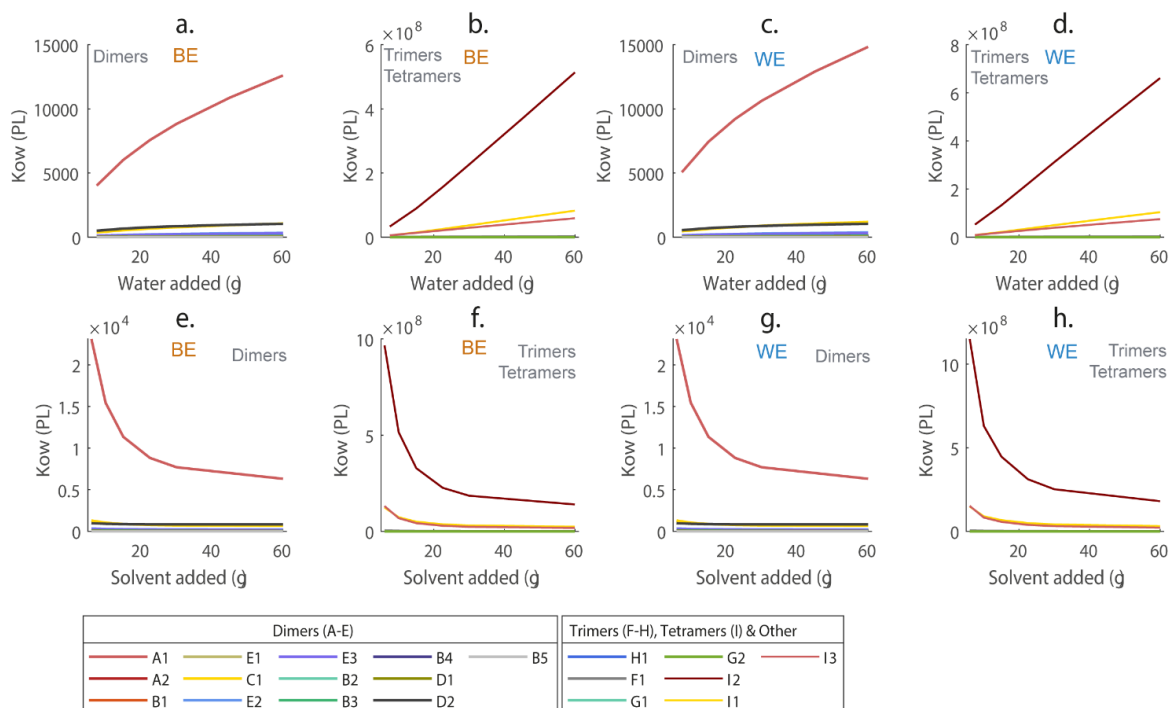 a.
Dimers BE
Kow (PL)
15000
10000
5000
0
20 40 60
Water added (g)
b.
×10^8
Trimers BE
Tetramers
Kow (PL)
6
4
2
0
20 40 60
Water added (g)
c.
Dimers WE
Kow (PL)
15000
10000
5000
0
20 40 60
Water added (g)
d.
×10^8
Trimers WE
Tetramers
Kow (PL)
8
6
4
2
0
20 40 60
Water added (g)
e.
×10^4
BE Dimers
Kow (PL)
2
1.5
1
0.5
0
20 40 60
Solvent added (g)
f.
×10^8
BE Trimers
Tetramers
Kow (PL)
10
5
0
20 40 60
Solvent added (g)
g.
×10^4
WE Dimers
Kow (PL)
2
1.5
1
0.5
0
20 40 60
Solvent added (g)
h.
×10^8
WE Trimers
Tetramers
Kow (PL)
10
5
0
20 40 60
Solvent added (g)
Dimers (A-E)
A1 E1 E3 B4 B5
A2 C1 B2 D1
B1 E2 B3 D2
Trimers (F-H), Tetramers (I) & Other
H1 G2 I3
F1 I2
G1 I1